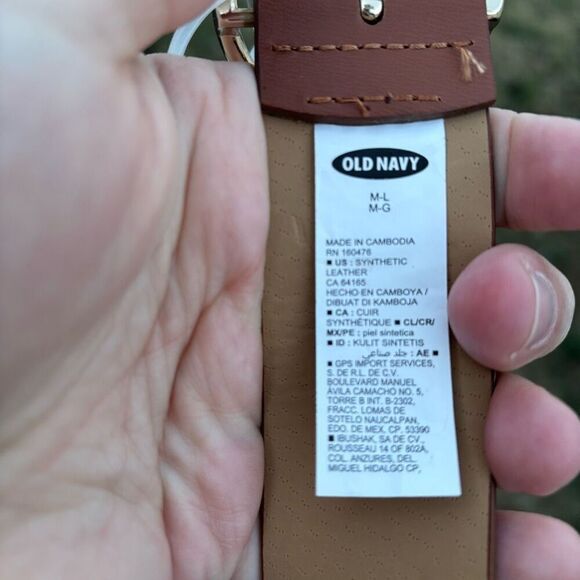 OLD NAVY
M-L
M-G
MADE IN CAMBODIA
RN 160476
■ US : SYNTHETIC
LEATHER
CA 64165
HECHO EN CAMBOYA /
DIBUAT DI KAMBOJA
■ CA : CUIR
SYNTHÉTIQUE ■ CL/CR/
MX/PE : piel sintetica
■ ID : KULIT SINTETIS
■ AE : جلد صناعي
■ GPS IMPORT SERVICES,
S. DE R.L. DE C.V.
BOULEVARD MANUEL
ÁVILA CAMACHO NO. 5,
TORRE B INT. B-2302,
FRACC. LOMAS DE
SOTELO NAUCALPAN,
EDO. DE MEX. CP. 53390
■ IBUSHAK, SA DE CV.,
ROUSSEAU 14 OF 802A,
COL. ANZURES, DEL.
MIGUEL HIDALGO CP,